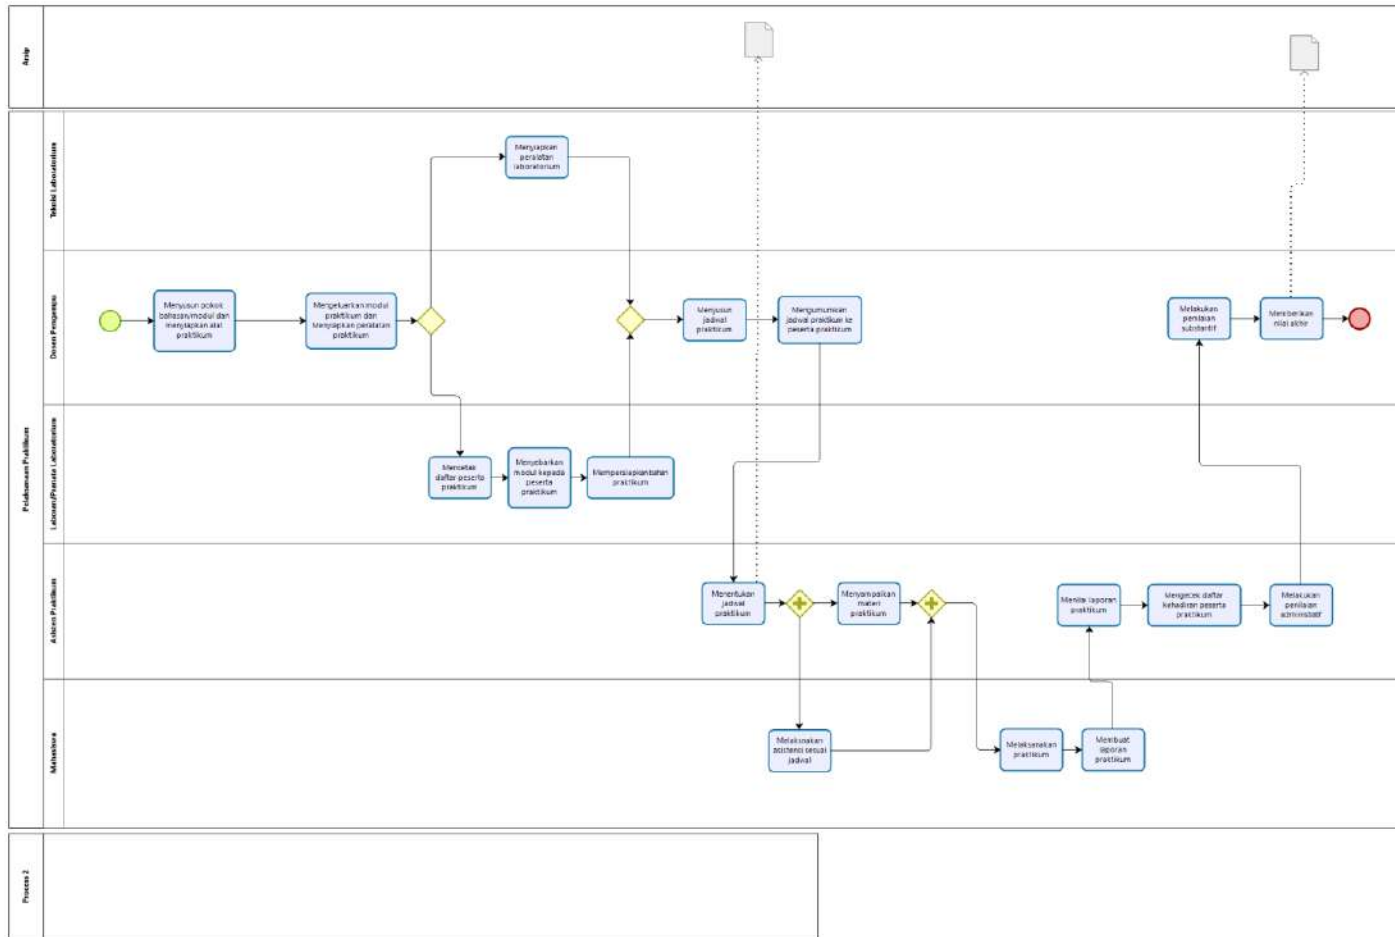 Arsip
Pelaksanaan Praktikum
Teknisi Laboratorium
Menyiapkan
peralatan
laboratorium
Dosen Pengampu
Menyusun pokok
bahasan/modul dan
menyiapkan alat
praktikum
Mengeluarkan modul
praktikum dan
Menyiapkan peralatan
praktikum
Menyusun
jadwal
praktikum
Mengumumkan
jadwal praktikum ke
peserta praktikum
Melakukan
penilaian
substantif
Memberikan
nilai akhir
Laboran/Pranata Laboratorium
Mencetak
daftar peserta
praktikum
Menyebarkan
modul kepada
peserta
praktikum
Mempersiapkanbahan
praktikum
Asisten Praktikum
Menentukan
jadwal
praktikum
Menyampaikan
materi
praktikum
Menilai laporan
praktikum
Mengecek daftar
kehadiran peserta
praktikum
Melakukan
penilaian
administratif
Mahasiswa
Melaksanakan
asistensi sesuai
jadwal
Melaksanakan
praktikum
Membuat
laporan
praktikum
Process 2